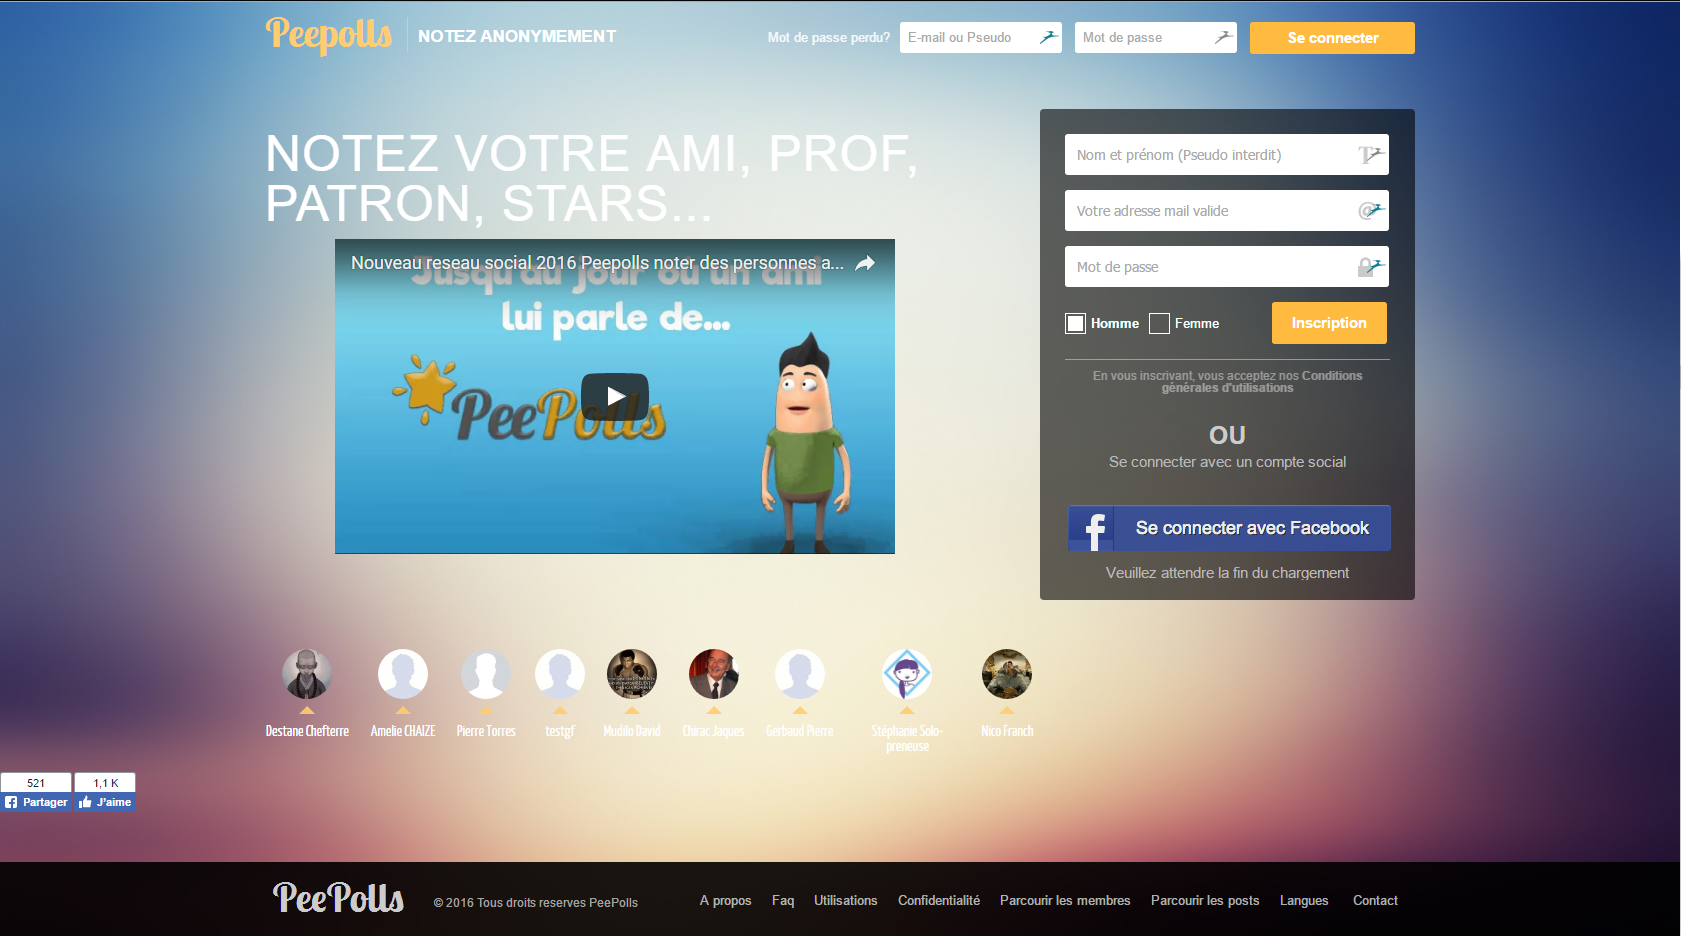 Peepolls
NOTEZ ANONYMEMENT
Mot de passe perdu?
E-mail ou Pseudo
Mot de passe
Se connecter
NOTEZ VOTRE AMI, PROF,
PATRON, STARS...
Nouveau reseau social 2016 Peepolls noter des personnes a...
Jusqu'au jour où un ami
lui parle de...
PeePolls
Nom et prénom (Pseudo interdit)
Votre adresse mail valide
Mot de passe
Homme
Femme
Inscription
En vous inscrivant, vous acceptez nos Conditions
générales d'utilisations
OU
Se connecter avec un compte social
Se connecter avec Facebook
Veuillez attendre la fin du chargement
Destane Chefterre
Amelie CHAIZE
Pierre Torres
testgf
Mudilo David
Chirac Jaques
Gerbaud Pierre
Stéphanie Solo-
preneuse
Nico Franch
521
1,1 K
Partager
J'aime
PeePolls
© 2016 Tous droits reserves PeePolls
A propos
Faq
Utilisations
Confidentialité
Parcourir les membres
Parcourir les posts
Langues
Contact